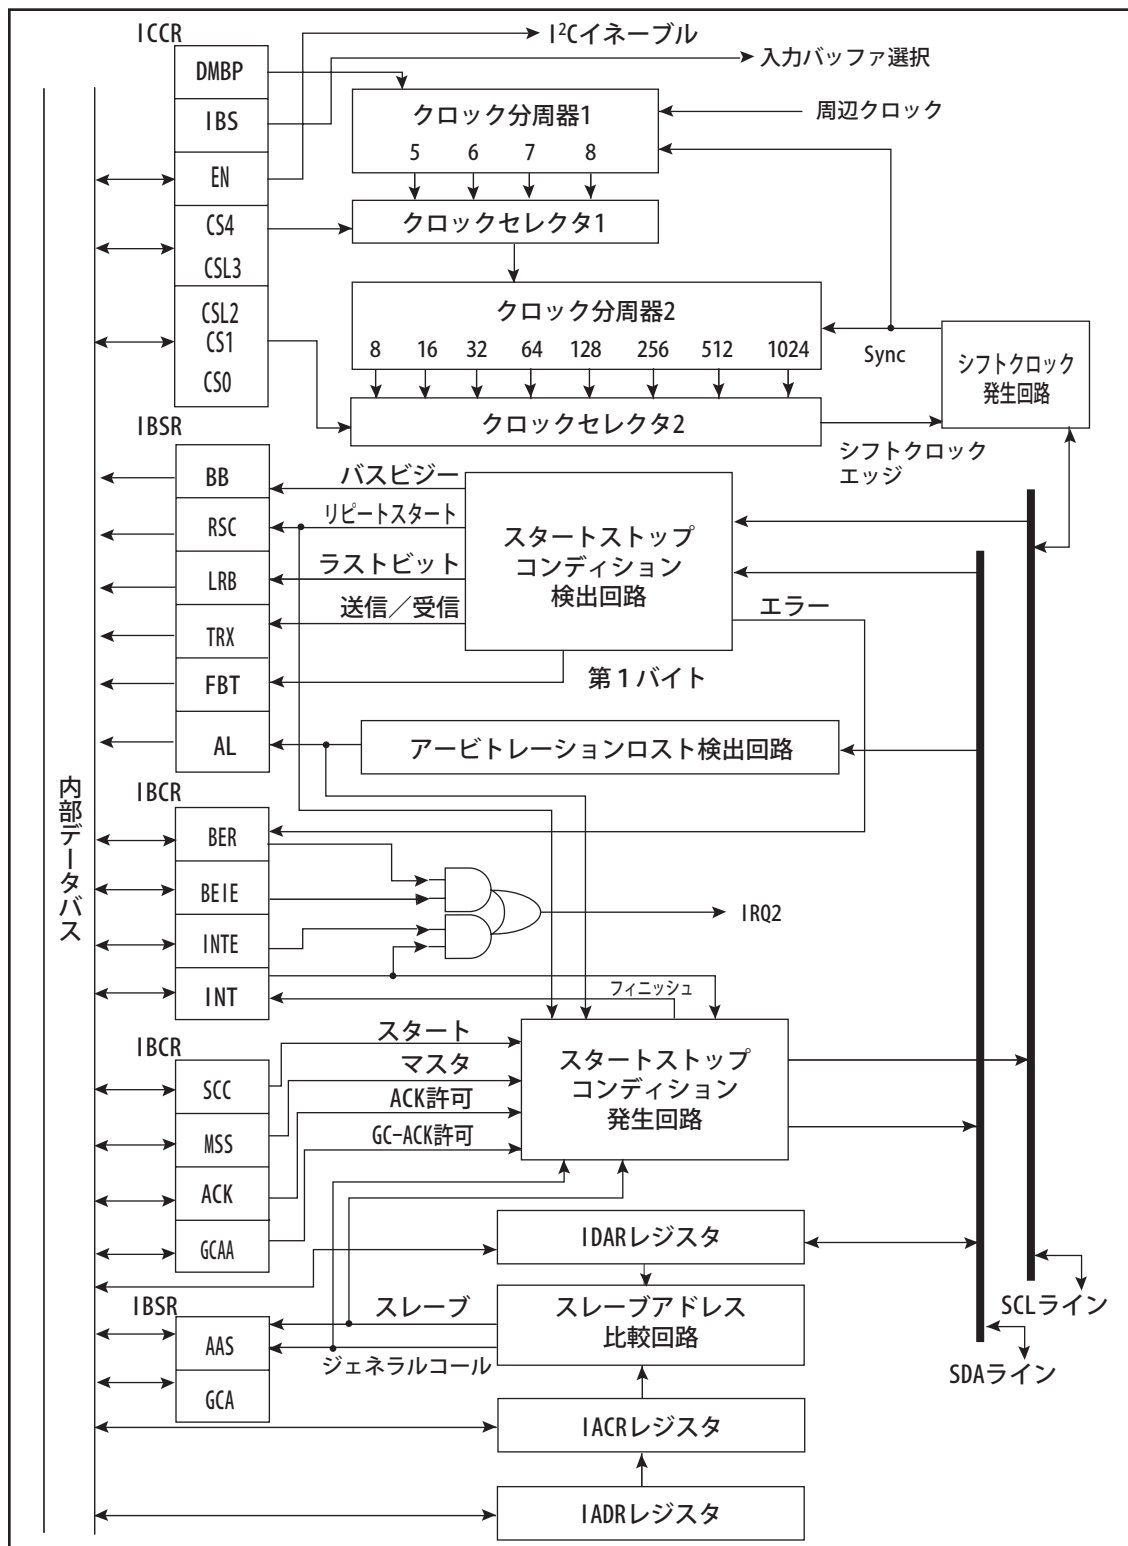 ICCR
I²Cイネーブル
DMBP
入力バッファ選択
IBS
クロック分周器1
周辺クロック
5 6 7 8
EN
CS4
クロックセレクタ1
CSL3
CSL2
クロック分周器2
CS1
8 16 32 64 128 256 512 1024
Sync
シフトクロック
発生回路
CS0
クロックセレクタ2
シフトクロック
エッジ
IBSR
BB
バスビジー
RSC
リピートスタート
スタートストップ
コンディション
検出回路
LRB
ラストビット
TRX
送信／受信
エラー
FBT
第１バイト
AL
アービトレーションロスト検出回路
内部データバス
IBCR
BER
BEIE
IRQ2
INTE
INT
フィニッシュ
IBCR
スタート
スタートストップ
コンディション
発生回路
SCC
マスタ
MSS
ACK許可
ACK
GC-ACK許可
GCAA
IDARレジスタ
IBSR
スレーブ
スレーブアドレス
比較回路
SCLライン
AAS
ジェネラルコール
SDAライン
GCA
IACRレジスタ
IADRレジスタ